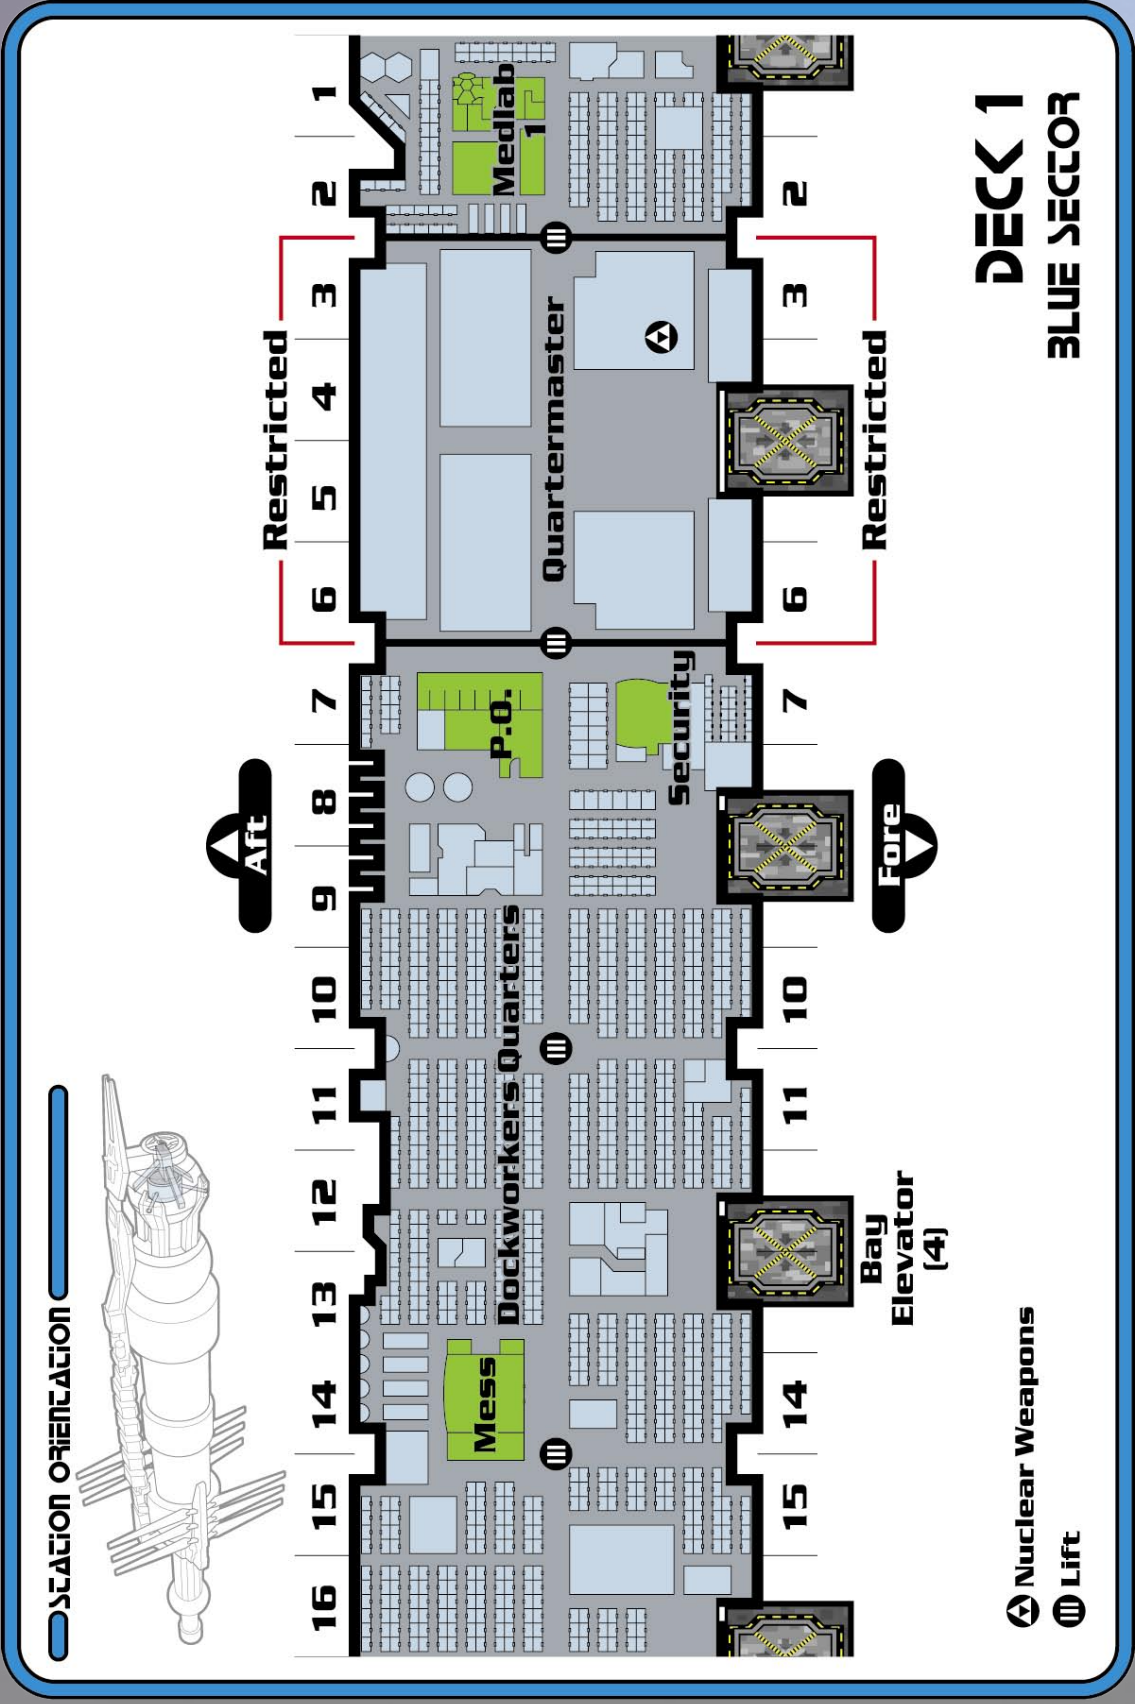 DECK 1
BLUE SECTOR
STATION ORIENTATION
Aft
Restricted
16
15
14
13
12
11
10
9
8
7
6
5
4
3
2
1
Mess
Dockworkers Quarters
P.O.
Security
Quartermaster
Medlab
1
16
15
14
11
10
7
6
3
2
Restricted
Fore
Bay
Elevator
(4)
Nuclear Weapons
Lift